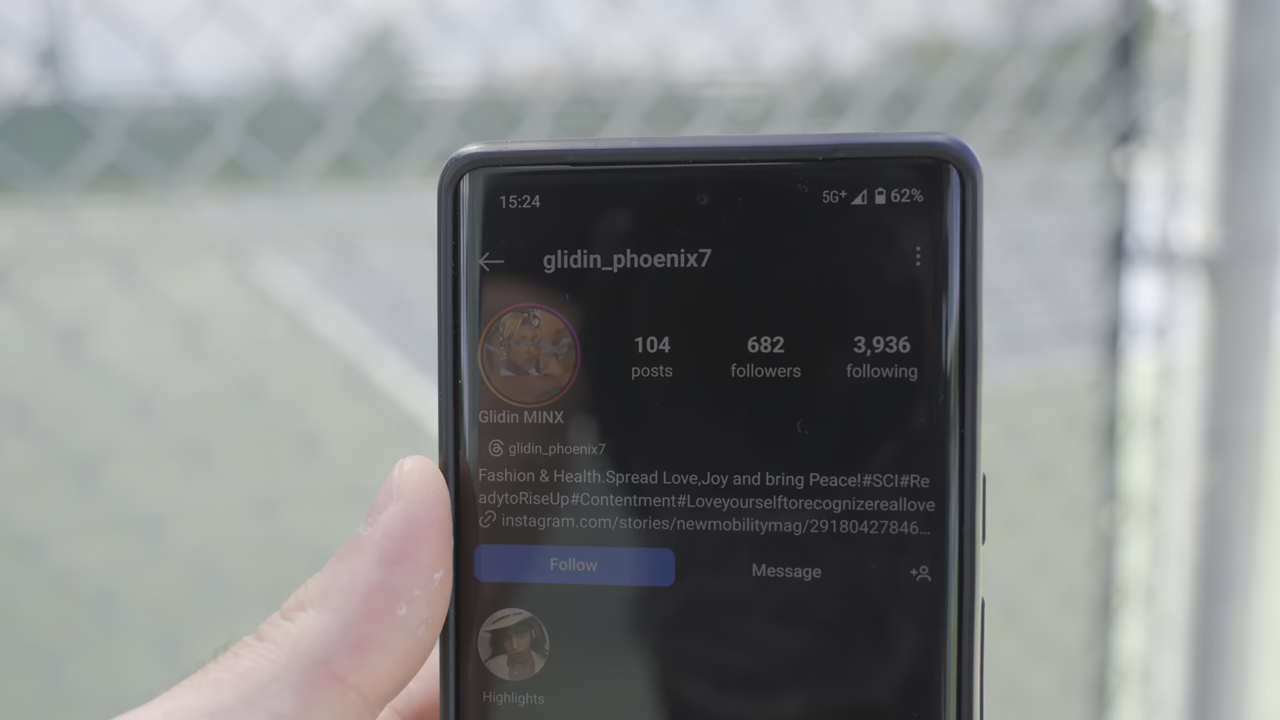 15:24 5G+ 62%
glidin_phoenix7
104 682 3,936
posts followers following
Glidin MINX
glidin_phoenix7
Fashion & Health.Spread Love,Joy and bring Peace!#SCI#Re
adytoRiseUp#Contentment#Loveyourselftorecognizereallove
instagram.com/stories/newmobilitymag/29180427846...
Follow Message
Highlights